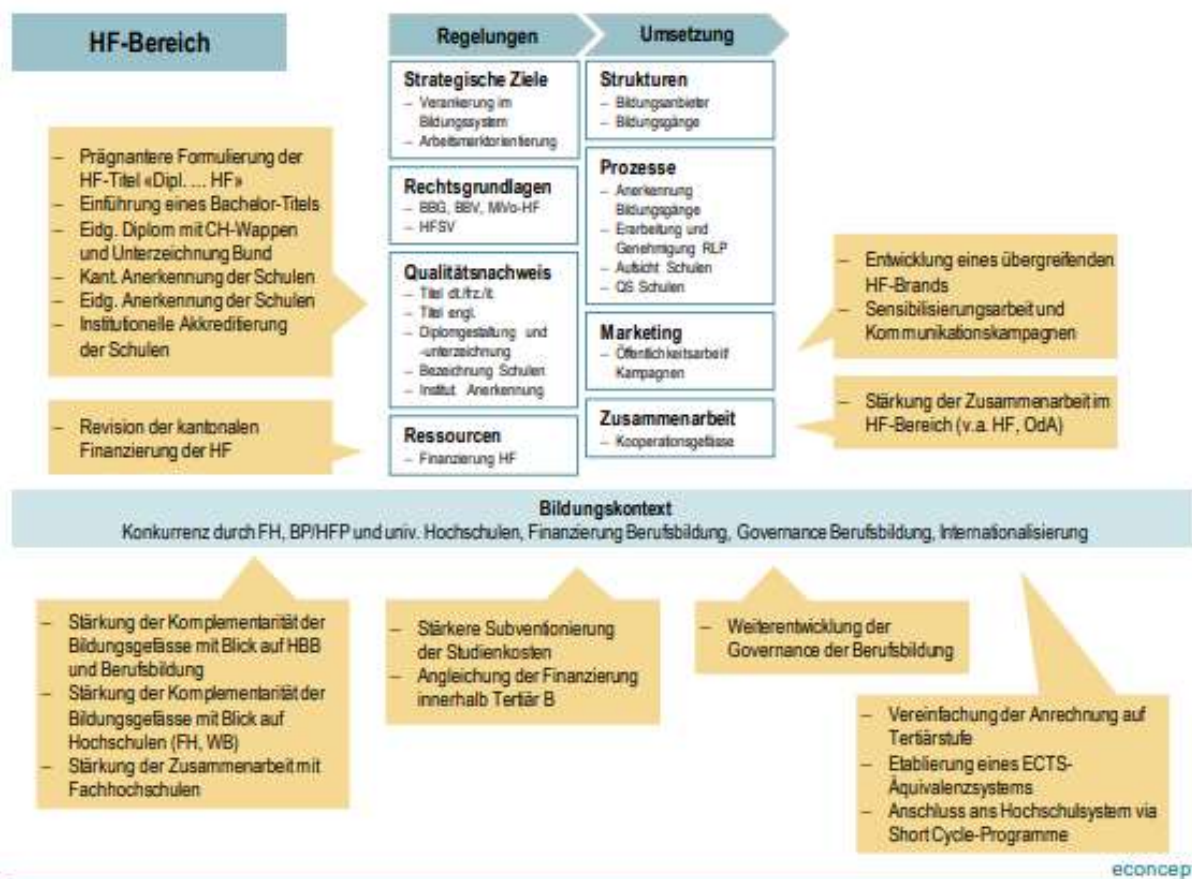 HF-Bereich
Regelungen
Umsetzung
Strategische Ziele
– Verankerung im
Bildungssystem
– Arbeitsmarktorientierung
Rechtsgrundlagen
– BBG, BBV, MiVo-HF
– HFSV
Qualitätsnachweis
– Titel dt./frz./it.
– Titel engl.
– Diplomgestaltung und
-unterzeichnung
– Bezeichnung Schulen
– Institut. Anerkennung
Ressourcen
– Finanzierung HF
Strukturen
– Bildungsanbieter
– Bildungsgänge
Prozesse
– Anerkennung
Bildungsgänge
– Erarbeitung und
Genehmigung RLP
– Aufsicht Schulen
– QS Schulen
Marketing
– Öffentlichkeitsarbeit/
Kampagnen
Zusammenarbeit
– Kooperationsgefässe
– Prägnantere Formulierung der
HF-Titel «Dipl. ... HF»
– Einführung eines Bachelor-Titels
– Eidg. Diplom mit CH-Wappen
und Unterzeichnung Bund
– Kant. Anerkennung der Schulen
– Eidg. Anerkennung der Schulen
– Institutionelle Akkreditierung
der Schulen
– Revision der kantonalen
Finanzierung der HF
– Entwicklung eines übergreifenden
HF-Brands
– Sensibilisierungsarbeit und
Kommunikationskampagnen
– Stärkung der Zusammenarbeit im
HF-Bereich (v.a. HF, OdA)
Bildungskontext
Konkurrenz durch FH, BP/HFP und univ. Hochschulen, Finanzierung Berufsbildung, Governance Berufsbildung, Internationalisierung
– Stärkung der Komplementarität der
Bildungsgefässe mit Blick auf HBB
und Berufsbildung
– Stärkung der Komplementarität der
Bildungsgefässe mit Blick auf
Hochschulen (FH, WB)
– Stärkung der Zusammenarbeit mit
Fachhochschulen
– Stärkere Subventionierung
der Studienkosten
– Angleichung der Finanzierung
innerhalb Tertiär B
– Weiterentwicklung der
Governance der Berufsbildung
– Vereinfachung der Anrechnung auf
Tertiärstufe
– Etablierung eines ECTS-
Äquivalenzsystems
– Anschluss ans Hochschulsystem via
Short Cycle-Programme
econcep